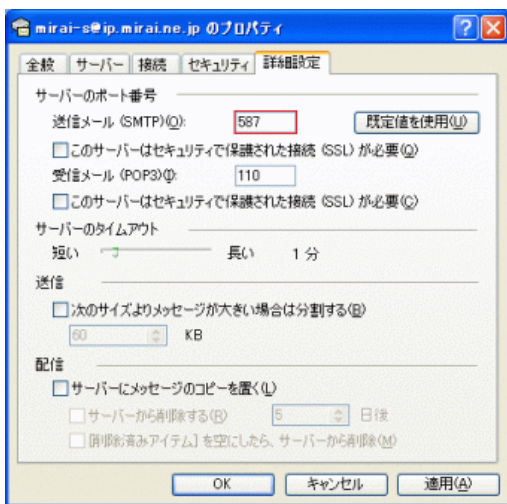 mirai-s@ip.mirai.ne.jp のプロパティ
全般 サーバー 接続 セキュリティ 詳細設定
サーバーのポート番号
送信メール (SMTP)(O): 587 既定値を使用(U)
このサーバーはセキュリティで保護された接続 (SSL) が必要(Q)
受信メール (POP3)(I): 110
このサーバーはセキュリティで保護された接続 (SSL) が必要(C)
サーバーのタイムアウト
短い 長い 1 分
送信
次のサイズよりメッセージが大きい場合は分割する(B)
60 KB
配信
サーバーにメッセージのコピーを置く(L)
サーバーから削除する(R) 5 日後
[削除済みアイテム] を空にしたら、サーバーから削除(M)
OK キャンセル 適用(A)